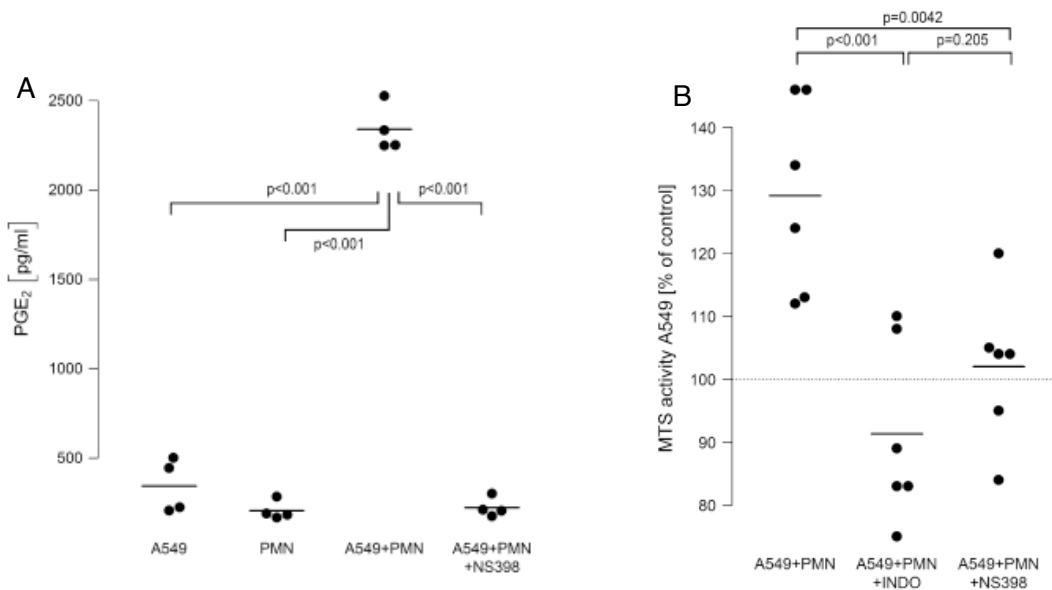 A
2500
2000
1500
1000
500
PGE2 [pg/ml]
p<0.001
p<0.001
p<0.001
A549
PMN
A549+PMN
A549+PMN
+NS398
B
p=0.0042
p<0.001
p=0.205
140
130
120
110
100
90
80
MTS activity A549 [% of control]
A549+PMN
A549+PMN
+INDO
A549+PMN
+NS398